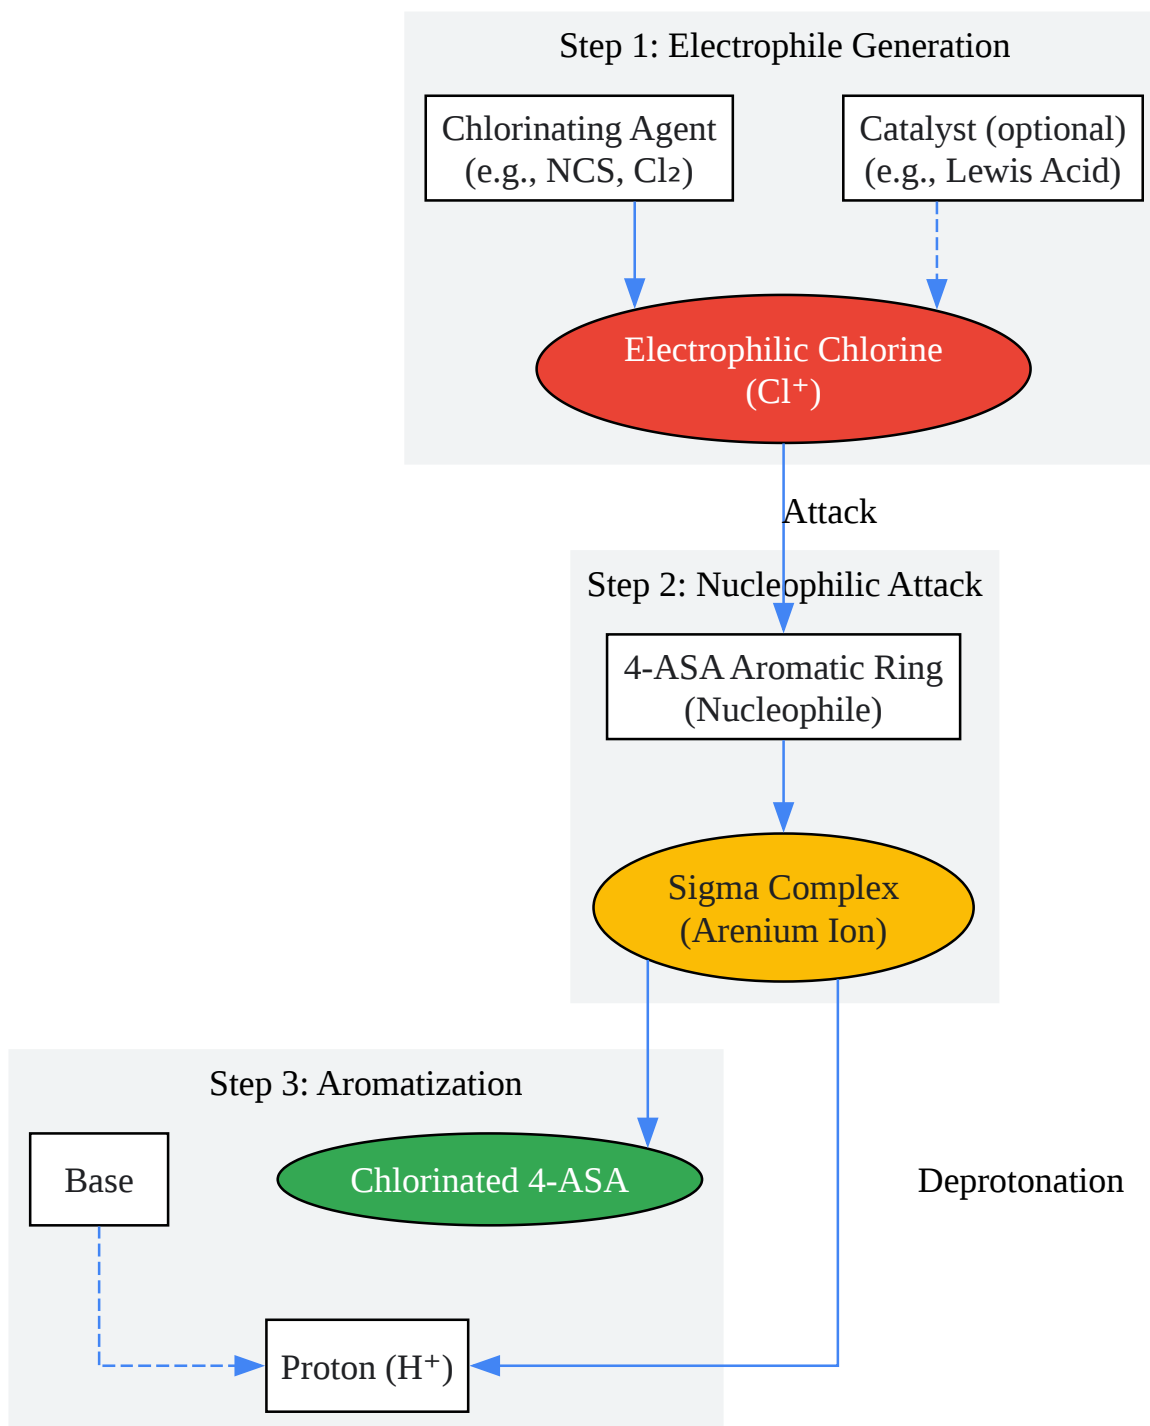 Step 1: Electrophile Generation
Chlorinating Agent
(e.g., NCS, Cl₂)
Catalyst (optional)
(e.g., Lewis Acid)
Electrophilic Chlorine
(Cl⁺)
Attack
Step 2: Nucleophilic Attack
4-ASA Aromatic Ring
(Nucleophile)
Sigma Complex
(Arenium Ion)
Step 3: Aromatization
Base
Chlorinated 4-ASA
Deprotonation
Proton (H⁺)